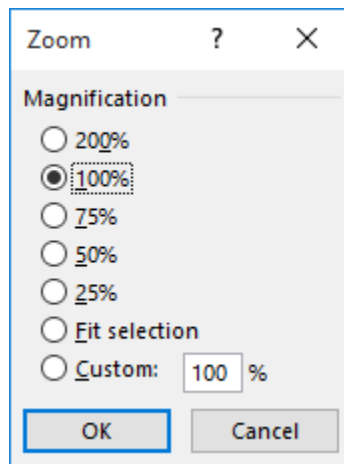 Zoom ? ×
Magnification
200%
100%
75%
50%
25%
Fit selection
Custom: 100 %
OK Cancel